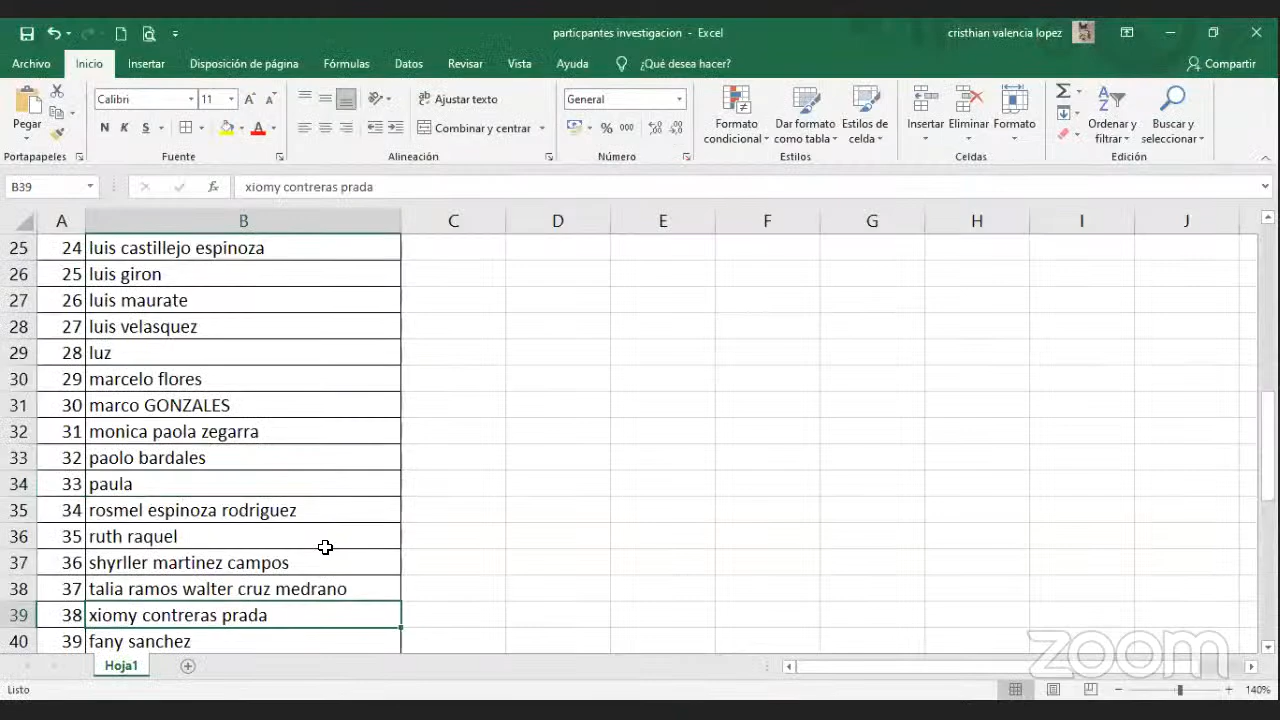 particpantes investigacion - Excel
cristhian valencia lopez
Archivo Inicio Insertar Disposición de página Fórmulas Datos Revisar Vista Ayuda ¿Qué desea hacer? Compartir
Pegar
Portapapeles
Calibri 11
N K S
Fuente
Ajustar texto
Combinar y centrar
Alineación
General
% 000
Número
Formato condicional
Dar formato como tabla
Estilos de celda
Estilos
Insertar Eliminar Formato
Celdas
Ordenar y filtrar
Buscar y seleccionar
Edición
B39 fx xiomy contreras prada
A B C D E F G H I J
25 24 luis castillejo espinoza
26 25 luis giron
27 26 luis maurate
28 27 luis velasquez
29 28 luz
30 29 marcelo flores
31 30 marco GONZALES
32 31 monica paola zegarra
33 32 paolo bardales
34 33 paula
35 34 rosmel espinoza rodriguez
36 35 ruth raquel
37 36 shyrller martinez campos
38 37 talia ramos walter cruz medrano
39 38 xiomy contreras prada
40 39 fany sanchez
Hoja1
zoom
Listo 140%